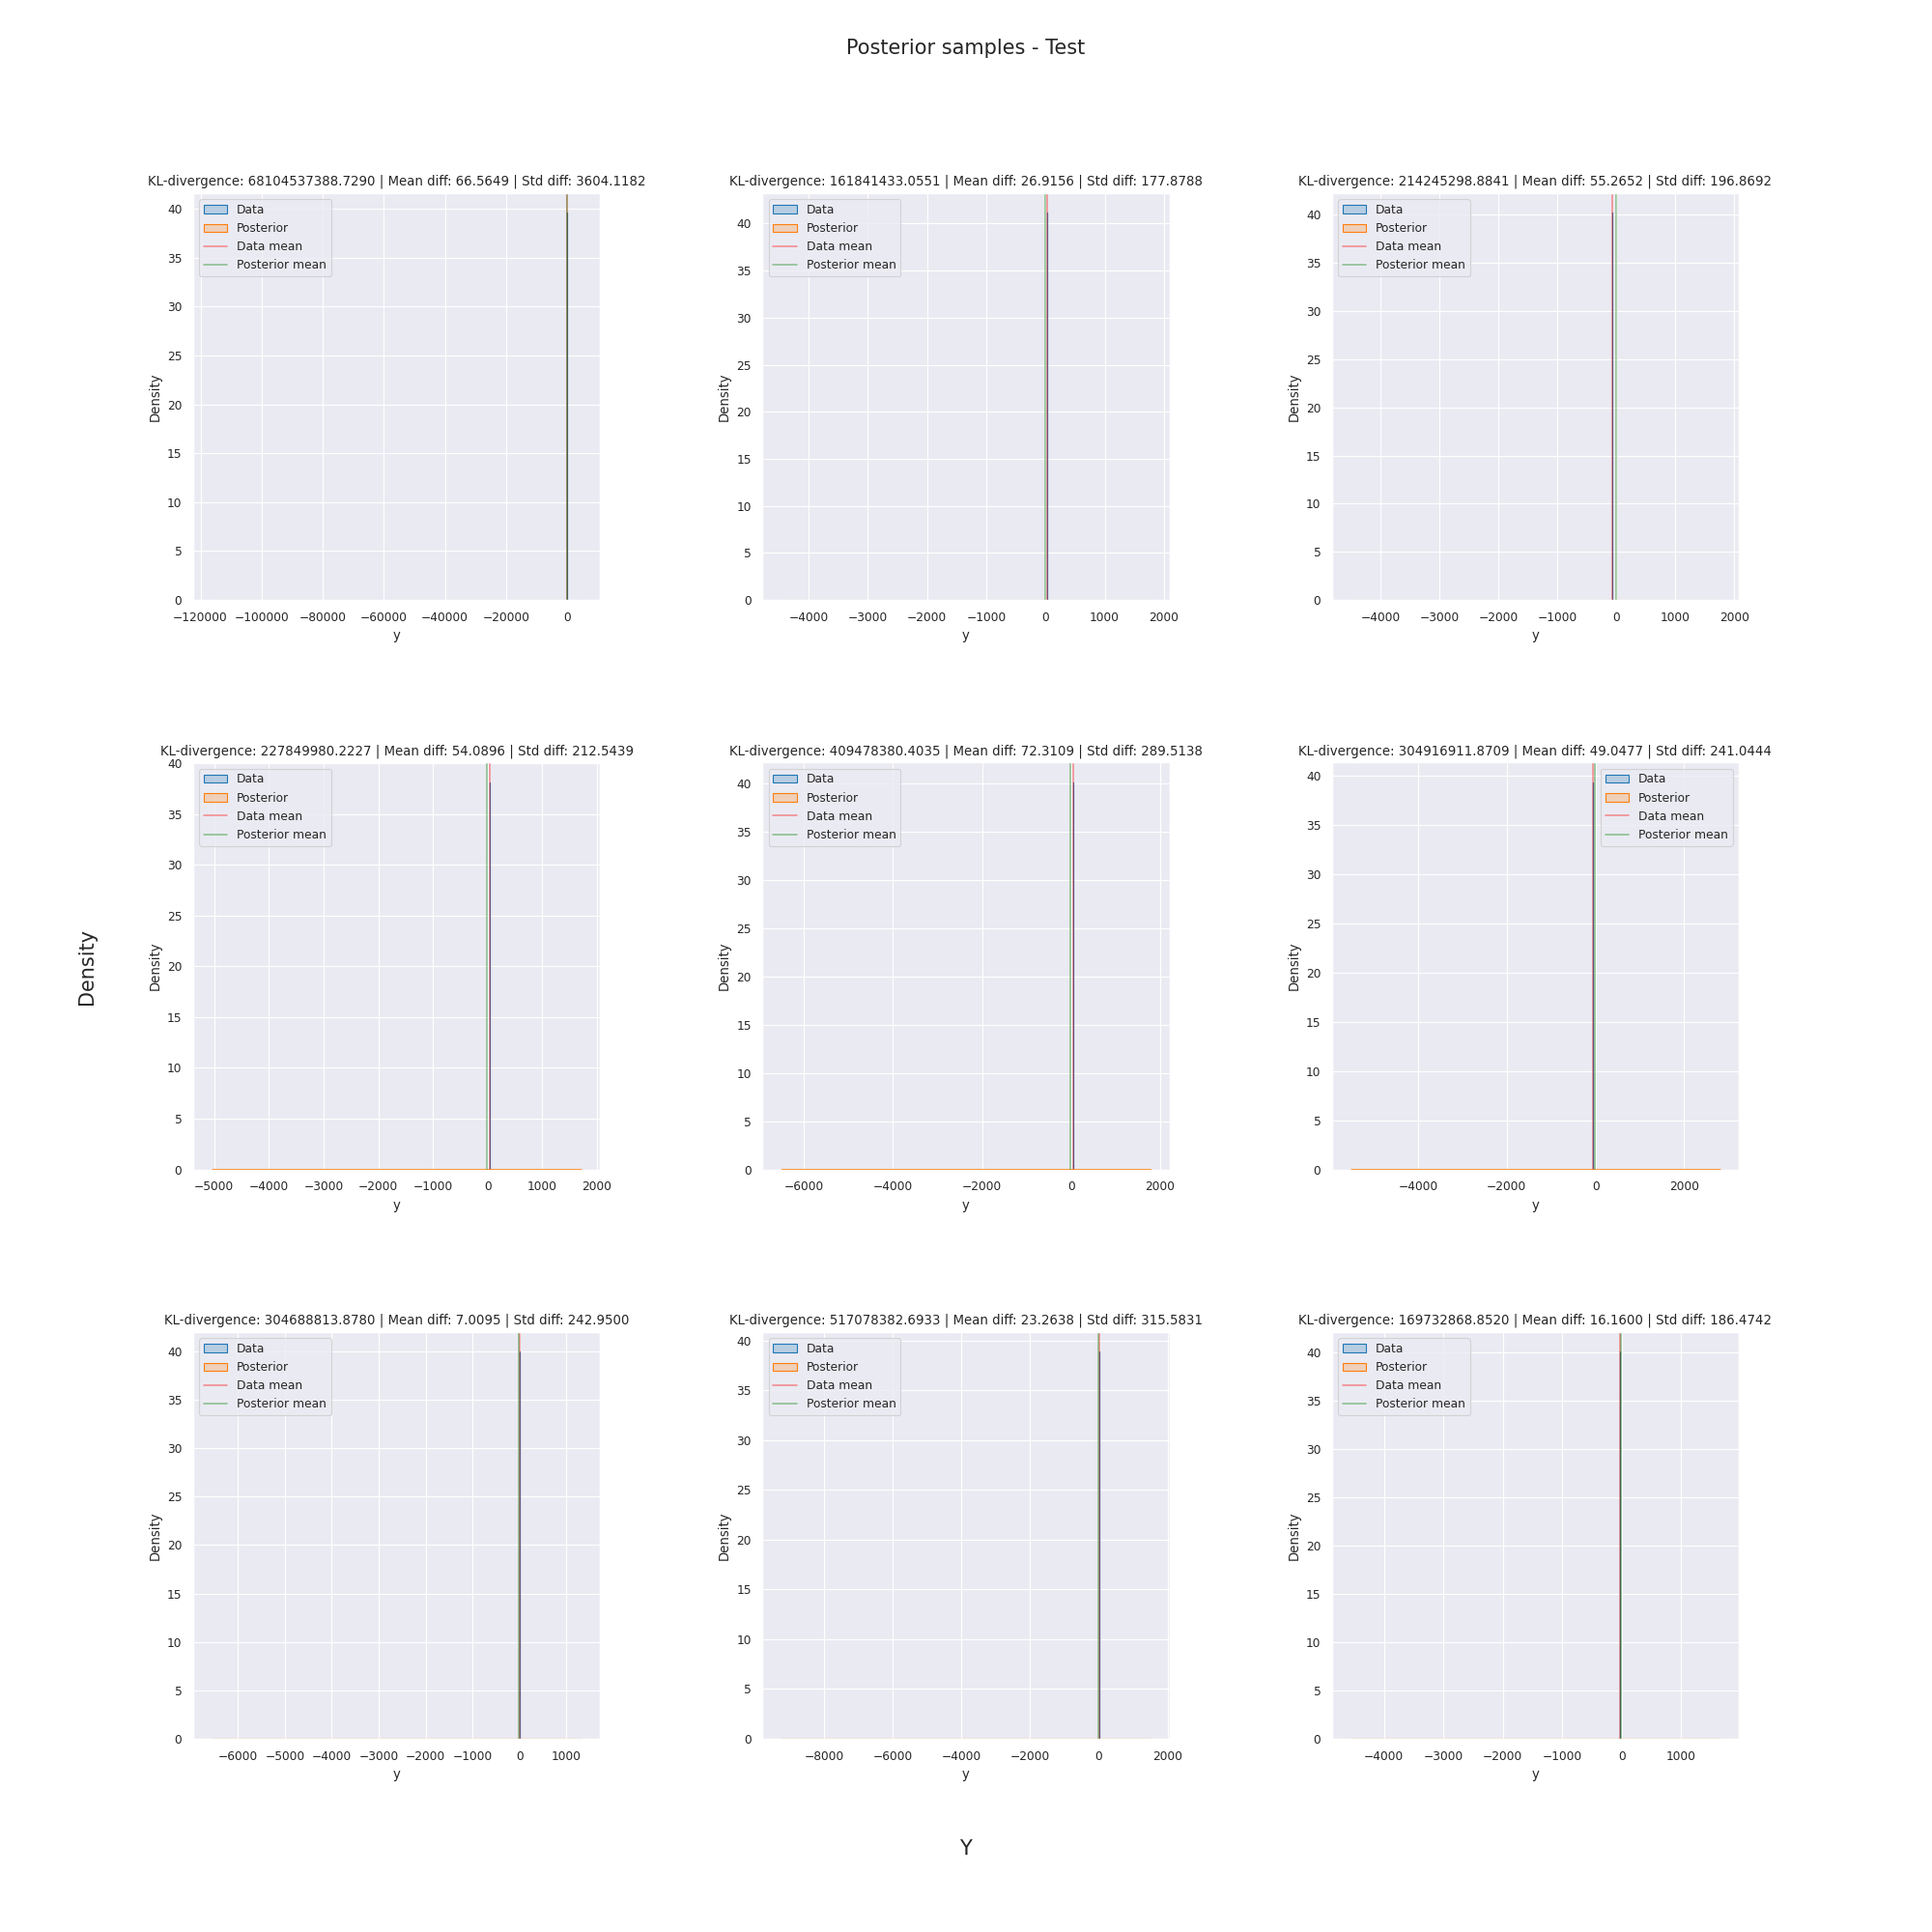 Posterior samples - Test
KL-divergence: 68104537388.7290 | Mean diff: 66.5649 | Std diff: 3604.1182
Data
Posterior
Data mean
Posterior mean
40
35
30
25
20
15
10
5
0
Density
−120000 −100000 −80000 −60000 −40000 −20000 0
y
KL-divergence: 161841433.0551 | Mean diff: 26.9156 | Std diff: 177.8788
Data
Posterior
Data mean
Posterior mean
40
35
30
25
20
15
10
5
0
Density
−4000 −3000 −2000 −1000 0 1000 2000
y
KL-divergence: 214245298.8841 | Mean diff: 55.2652 | Std diff: 196.8692
Data
Posterior
Data mean
Posterior mean
40
35
30
25
20
15
10
5
0
Density
−4000 −3000 −2000 −1000 0 1000 2000
y
Density
KL-divergence: 227849980.2227 | Mean diff: 54.0896 | Std diff: 212.5439
Data
Posterior
Data mean
Posterior mean
40
35
30
25
20
15
10
5
0
Density
−5000 −4000 −3000 −2000 −1000 0 1000 2000
y
KL-divergence: 409478380.4035 | Mean diff: 72.3109 | Std diff: 289.5138
Data
Posterior
Data mean
Posterior mean
40
35
30
25
20
15
10
5
0
Density
−6000 −4000 −2000 0 2000
y
KL-divergence: 304916911.8709 | Mean diff: 49.0477 | Std diff: 241.0444
Data
Posterior
Data mean
Posterior mean
40
35
30
25
20
15
10
5
0
Density
−4000 −2000 0 2000
y
KL-divergence: 304688813.8780 | Mean diff: 7.0095 | Std diff: 242.9500
Data
Posterior
Data mean
Posterior mean
40
35
30
25
20
15
10
5
0
Density
−6000 −5000 −4000 −3000 −2000 −1000 0 1000
y
KL-divergence: 517078382.6933 | Mean diff: 23.2638 | Std diff: 315.5831
Data
Posterior
Data mean
Posterior mean
40
35
30
25
20
15
10
5
0
Density
−8000 −6000 −4000 −2000 0 2000
y
KL-divergence: 169732868.8520 | Mean diff: 16.1600 | Std diff: 186.4742
Data
Posterior
Data mean
Posterior mean
40
35
30
25
20
15
10
5
0
Density
−4000 −3000 −2000 −1000 0 1000
y
Y